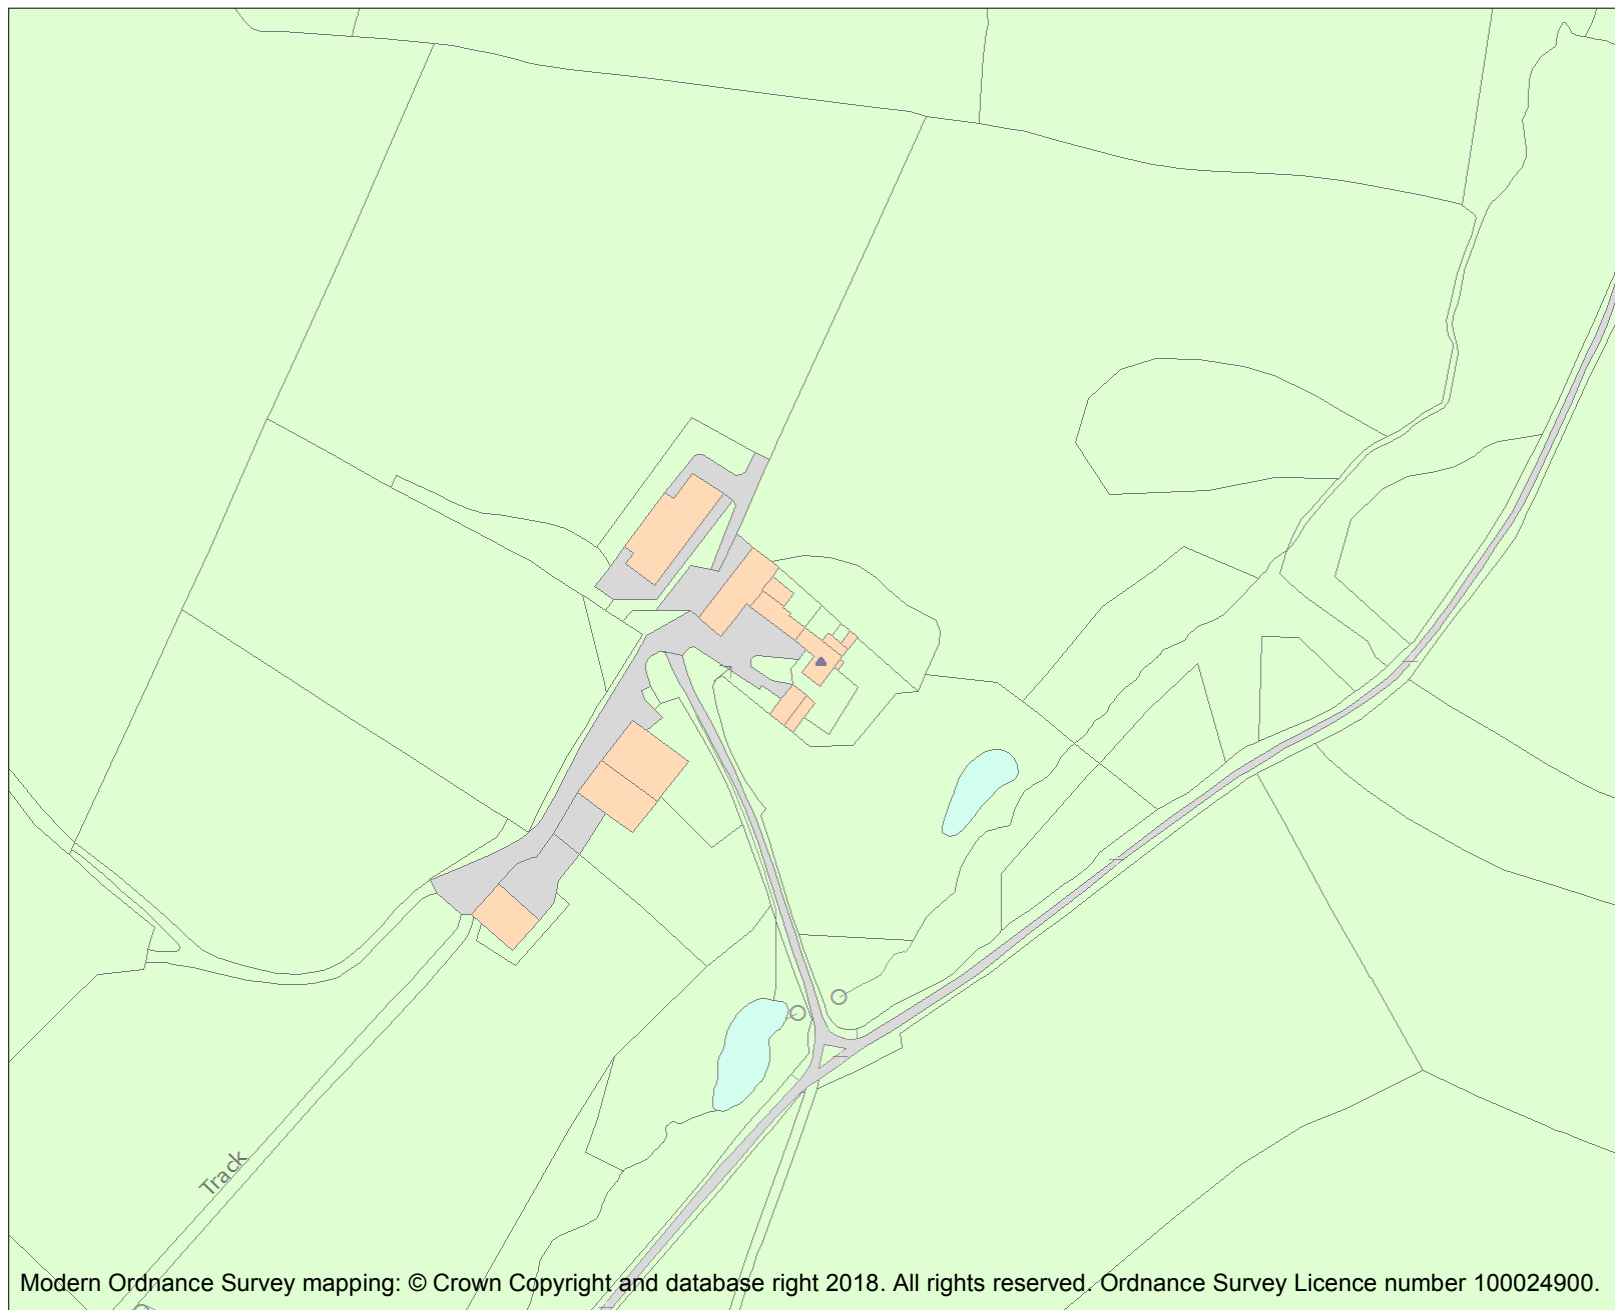 Track
Modern Ordnance Survey mapping: © Crown Copyright and database right 2018. All rights reserved. Ordnance Survey Licence number 100024900.